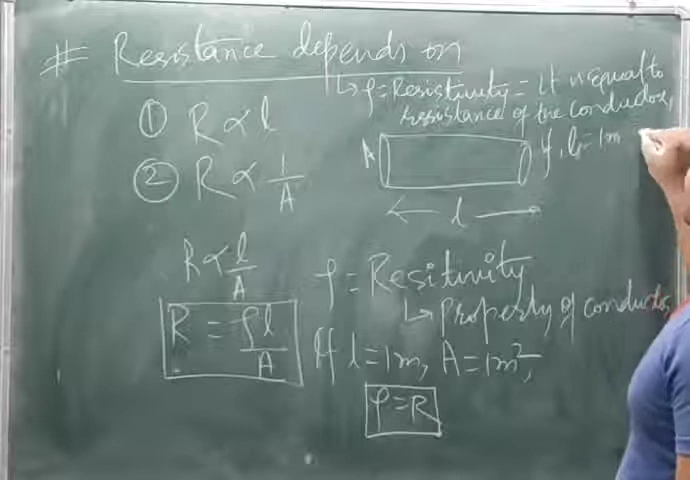 # Resistance depends on
↳ ρ = Resistivity = It is equal to
resistance of the conductor,
if, l = 1m
① R ∝ l
② R ∝ 1/A
A
l
R ∝ l/A
R = ρl/A
ρ = Resitivity
↳ Property of conductor
If l = 1m, A = 1m²,
ρ = R